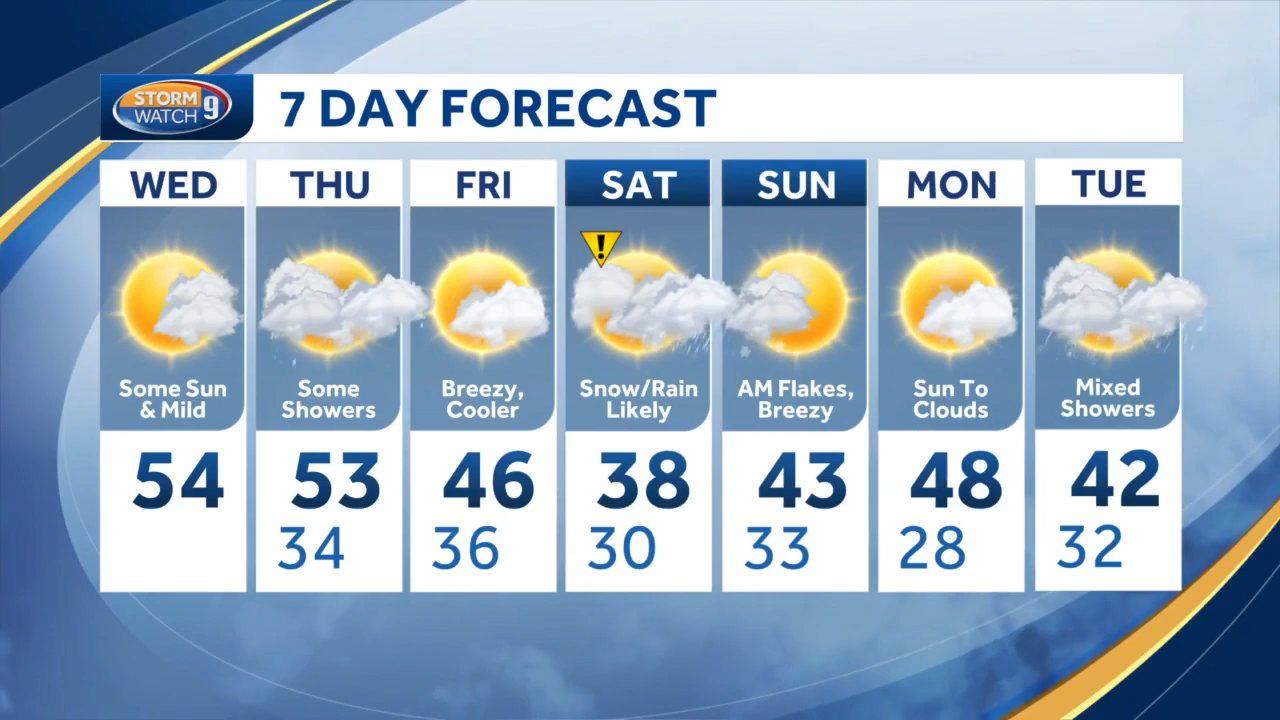 STORM
WATCH 9
7 DAY FORECAST
WED
THU
FRI
SAT
SUN
MON
TUE
!
Some Sun
& Mild
Some
Showers
Breezy,
Cooler
Snow/Rain
Likely
AM Flakes,
Breezy
Sun To
Clouds
Mixed
Showers
54
53
46
38
43
48
42
34
36
30
33
28
32